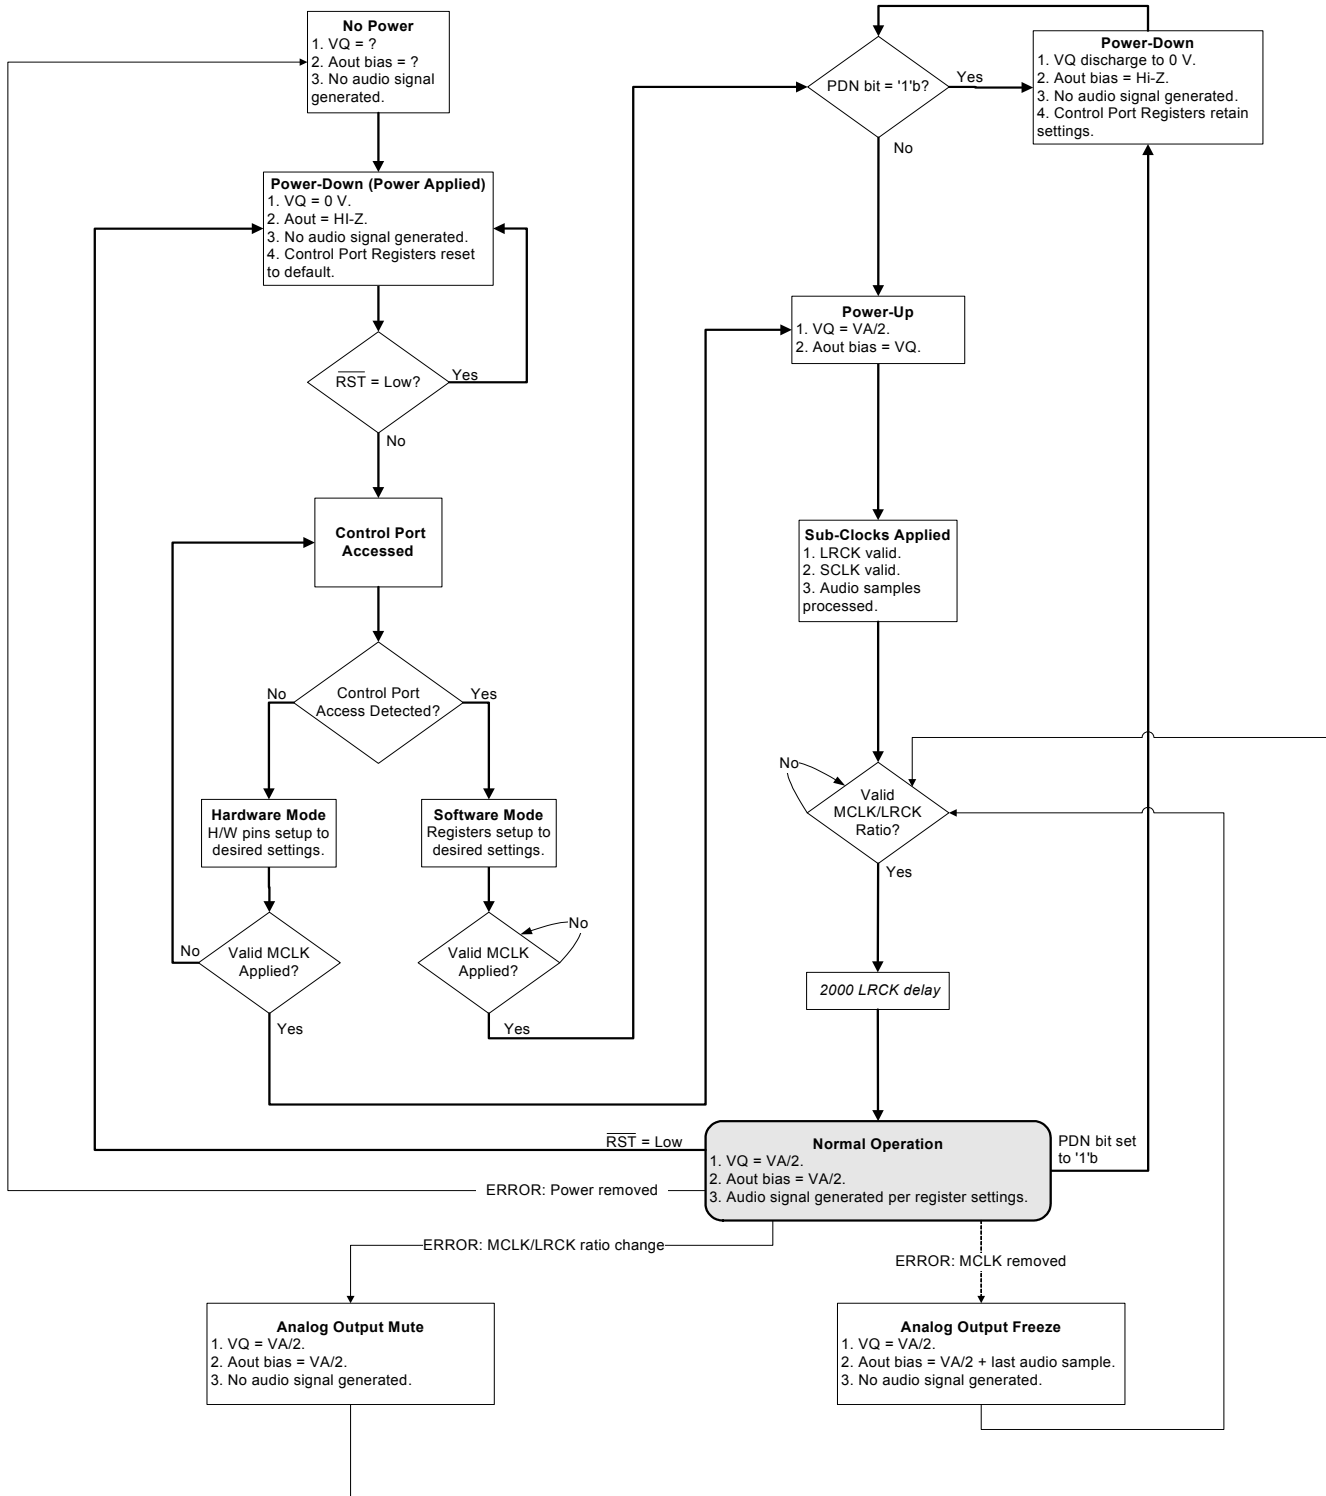 No Power
1. VQ = ?
2. Aout bias = ?
3. No audio signal
generated.
Power-Down (Power Applied)
1. VQ = 0 V.
2. Aout = HI-Z.
3. No audio signal generated.
4. Control Port Registers reset
to default.
RST = Low?
Yes
No
Control Port
Accessed
Control Port
Access Detected?
No
Yes
Hardware Mode
H/W pins setup to
desired settings.
Software Mode
Registers setup to
desired settings.
Valid MCLK
Applied?
No
Yes
Valid MCLK
Applied?
No
Yes
PDN bit = '1'b?
Yes
No
Power-Down
1. VQ discharge to 0 V.
2. Aout bias = Hi-Z.
3. No audio signal generated.
4. Control Port Registers retain
settings.
Power-Up
1. VQ = VA/2.
2. Aout bias = VQ.
Sub-Clocks Applied
1. LRCK valid.
2. SCLK valid.
3. Audio samples
processed.
No
Valid
MCLK/LRCK
Ratio?
Yes
2000 LRCK delay
Normal Operation
1. VQ = VA/2.
2. Aout bias = VA/2.
3. Audio signal generated per register settings.
RST = Low
PDN bit set
to '1'b
ERROR: Power removed
ERROR: MCLK/LRCK ratio change
ERROR: MCLK removed
Analog Output Mute
1. VQ = VA/2.
2. Aout bias = VA/2.
3. No audio signal generated.
Analog Output Freeze
1. VQ = VA/2.
2. Aout bias = VA/2 + last audio sample.
3. No audio signal generated.